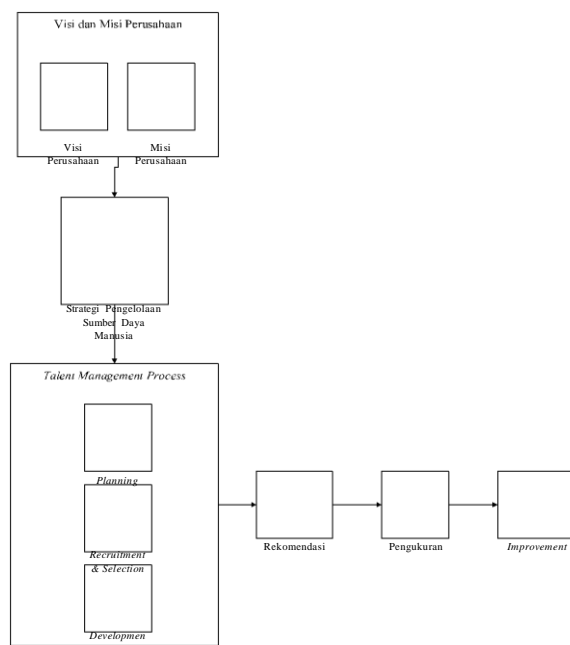 Visi dan Misi Perusahaan
Visi
Perusahaan
Misi
Perusahaan
Strategi Pengelolaan
Sumber Daya
Manusia
Talent Management Process
Planning
Recruitment
& Selection
Developmen
Rekomendasi
Pengukuran
Improvement